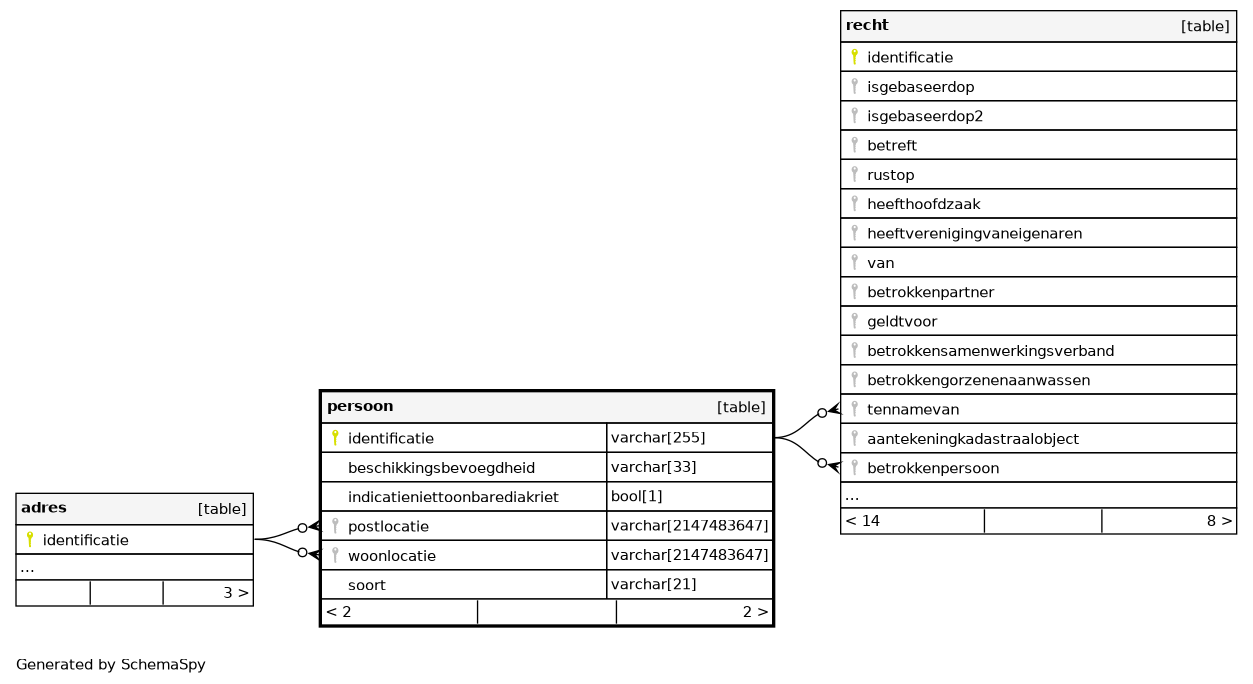 recht [table]
identificatie
isgebaseerdop
isgebaseerdop2
betreft
rustop
heefthoofdzaak
heeftverenigingvaneigenaren
van
betrokkenpartner
geldtvoor
betrokkensamenwerkingsverband
betrokkengorzenenaanwassen
tennamevan
aantekeningkadastraalobject
betrokkenpersoon
...
< 14 8 >
persoon [table]
identificatie varchar[255]
beschikkingsbevoegdheid varchar[33]
indicatieniettoonbarediakriet bool[1]
postlocatie varchar[2147483647]
woonlocatie varchar[2147483647]
soort varchar[21]
< 2 2 >
adres [table]
identificatie
...
3 >
Generated by SchemaSpy